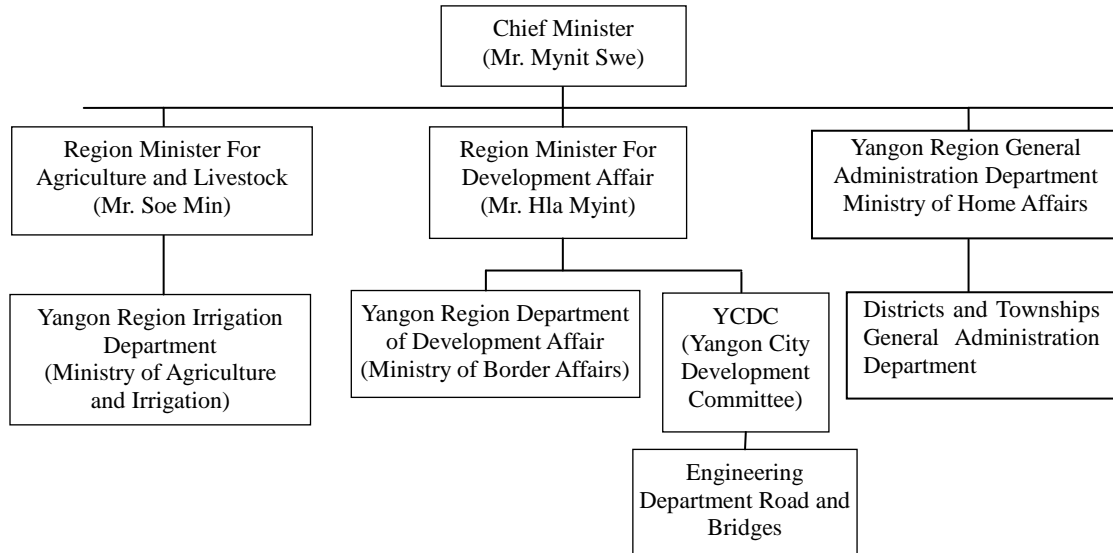 Chief Minister
(Mr. Mynit Swe)
Region Minister For
Agriculture and Livestock
(Mr. Soe Min)
Region Minister For
Development Affair
(Mr. Hla Myint)
Yangon Region General
Administration Department
Ministry of Home Affairs
Yangon Region Irrigation
Department
(Ministry of Agriculture
and Irrigation)
Yangon Region Department
of Development Affair
(Ministry of Border Affairs)
YCDC
(Yangon City
Development
Committee)
Districts and Townships
General Administration
Department
Engineering
Department Road and
Bridges